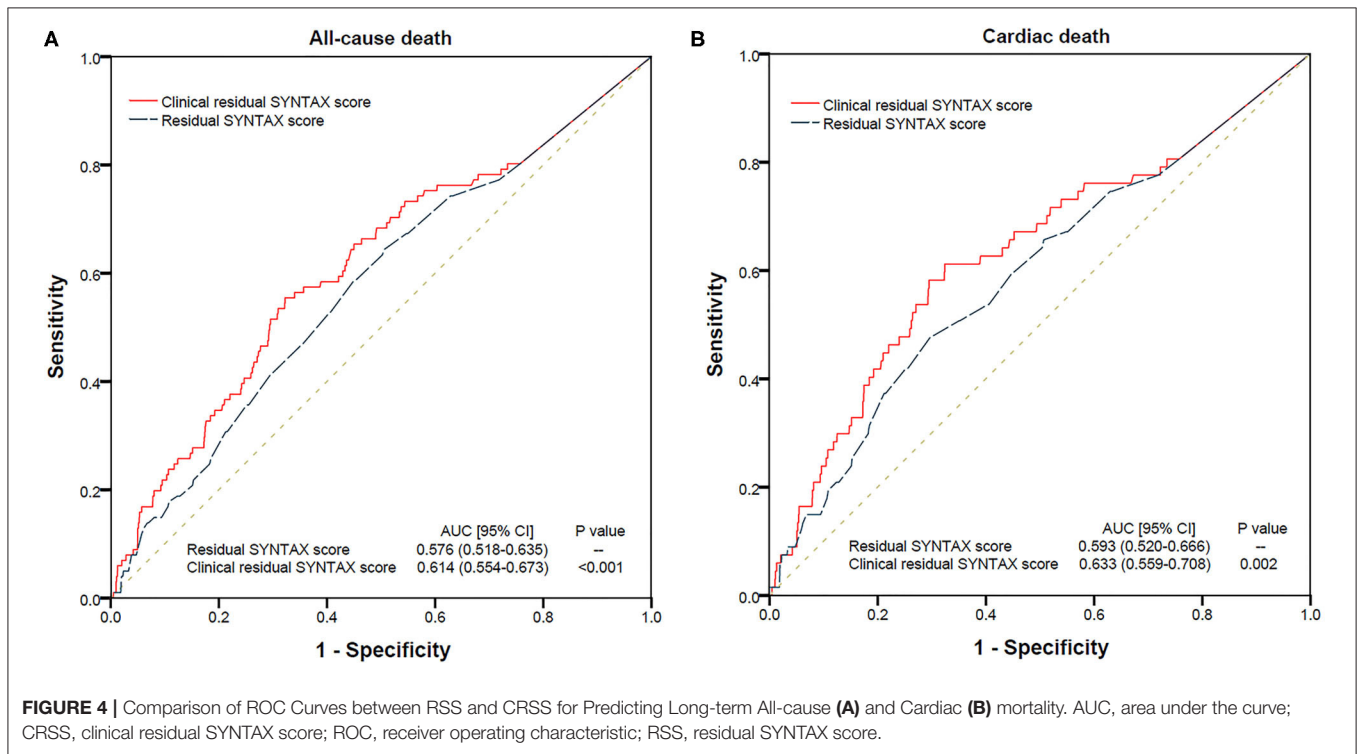 A
All-cause death
1.0
0.8
0.6
0.4
0.2
0.0
Sensitivity
Clinical residual SYNTAX score
Residual SYNTAX score
AUC [95% CI] P value
Residual SYNTAX score 0.576 (0.518-0.635) --
Clinical residual SYNTAX score 0.614 (0.554-0.673) <0.001
0.0 0.2 0.4 0.6 0.8 1.0
1 - Specificity
B
Cardiac death
1.0
0.8
0.6
0.4
0.2
0.0
Sensitivity
Clinical residual SYNTAX score
Residual SYNTAX score
AUC [95% CI] P value
Residual SYNTAX score 0.593 (0.520-0.666) --
Clinical residual SYNTAX score 0.633 (0.559-0.708) 0.002
0.0 0.2 0.4 0.6 0.8 1.0
1 - Specificity
FIGURE 4 | Comparison of ROC Curves between RSS and CRSS for Predicting Long-term All-cause (A) and Cardiac (B) mortality. AUC, area under the curve;
CRSS, clinical residual SYNTAX score; ROC, receiver operating characteristic; RSS, residual SYNTAX score.